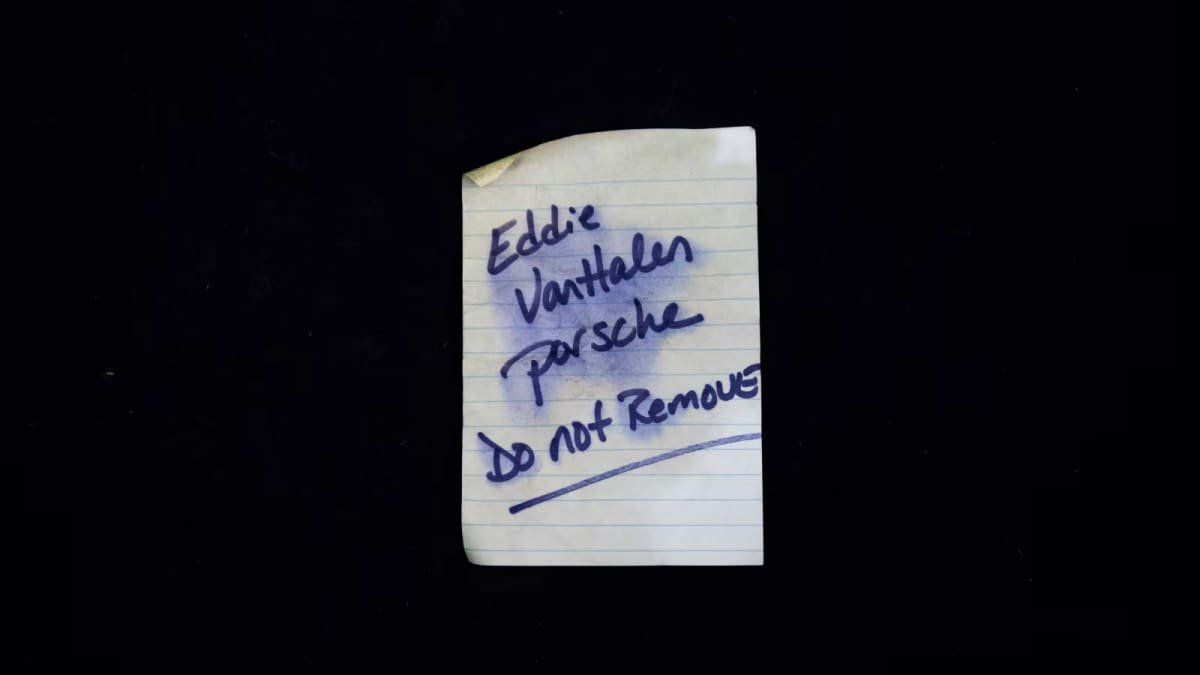 Eddie
VanHalen
Porsche
Do not Remove